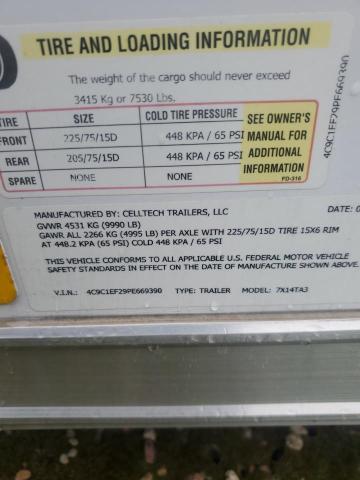 TIRE AND LOADING INFORMATION
The weight of the cargo should never exceed
3415 Kg or 7530 Lbs.
TIRE SIZE COLD TIRE PRESSURE
FRONT 225/75/15D 448 KPA / 65 PSI
REAR 205/75/15D 448 KPA / 65 PSI
SPARE NONE NONE
SEE OWNER'S
MANUAL FOR
ADDITIONAL
INFORMATION
PD-316
4C9C1EF29PE669390
MANUFACTURED BY: CELLTECH TRAILERS, LLC DATE: 0
GVWR 4531 KG (9990 LB)
GAWR ALL 2266 KG (4995 LB) PER AXLE WITH 225/75/15D TIRE 15X6 RIM
AT 448.2 KPA (65 PSI) COLD 448 KPA / 65 PSI
THIS VEHICLE CONFORMS TO ALL APPLICABLE U.S. FEDERAL MOTOR VEHICLE
SAFETY STANDARDS IN EFFECT ON THE DATE OF MANUFACTURE SHOWN ABOVE.
V.I.N.: 4C9C1EF29PE669390 TYPE: TRAILER MODEL: 7X14TA3